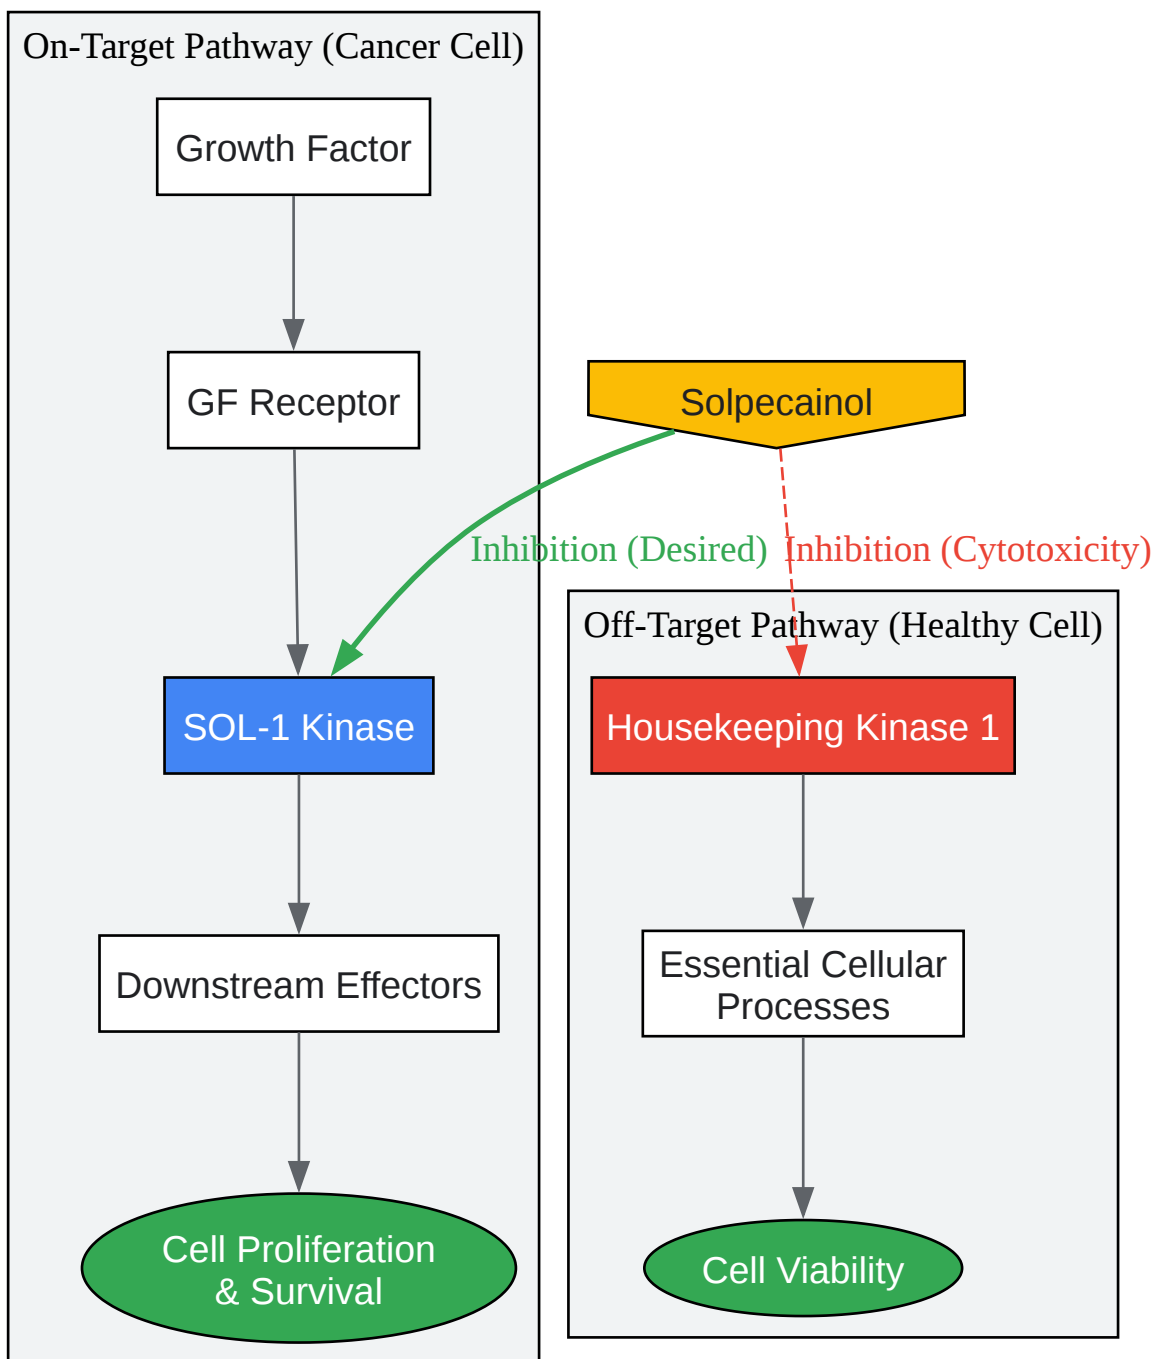 On-Target Pathway (Cancer Cell)
Growth Factor
GF Receptor
Solpecainol
Inhibition (Desired)
Inhibition (Cytotoxicity)
Off-Target Pathway (Healthy Cell)
SOL-1 Kinase
Housekeeping Kinase 1
Downstream Effectors
Essential Cellular
Processes
Cell Proliferation
& Survival
Cell Viability